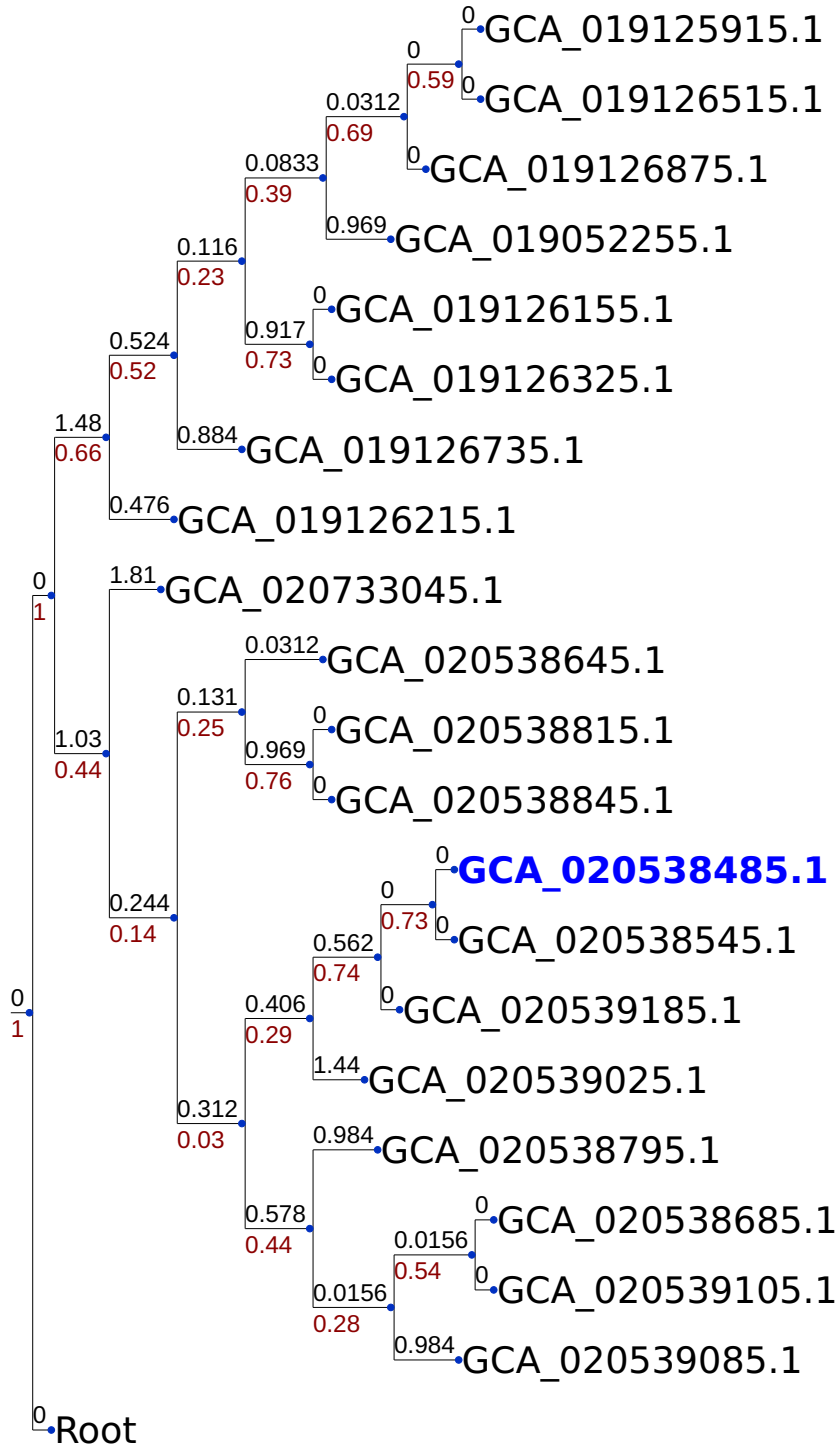 0
GCA_019125915.1
0
0.59
0
GCA_019126515.1
0.0312
0.69
0
GCA_019126875.1
0.0833
0.39
0.969
GCA_019052255.1
0.116
0.23
0
GCA_019126155.1
0.917
0.73
0
GCA_019126325.1
0.524
0.52
0.884
GCA_019126735.1
1.48
0.66
0.476
GCA_019126215.1
0
1
1.81
GCA_020733045.1
0.0312
GCA_020538645.1
0.131
0.25
0
GCA_020538815.1
1.03
0.44
0.969
0.76
0
GCA_020538845.1
0
GCA_020538485.1
0.244
0.14
0
0.73
0
GCA_020538545.1
0.562
0.74
0
GCA_020539185.1
0
1
0.406
0.29
1.44
GCA_020539025.1
0.312
0.03
0.984
GCA_020538795.1
0.578
0.44
0
GCA_020538685.1
0.0156
0.54
0
GCA_020539105.1
0.0156
0.28
0.984
GCA_020539085.1
0
Root